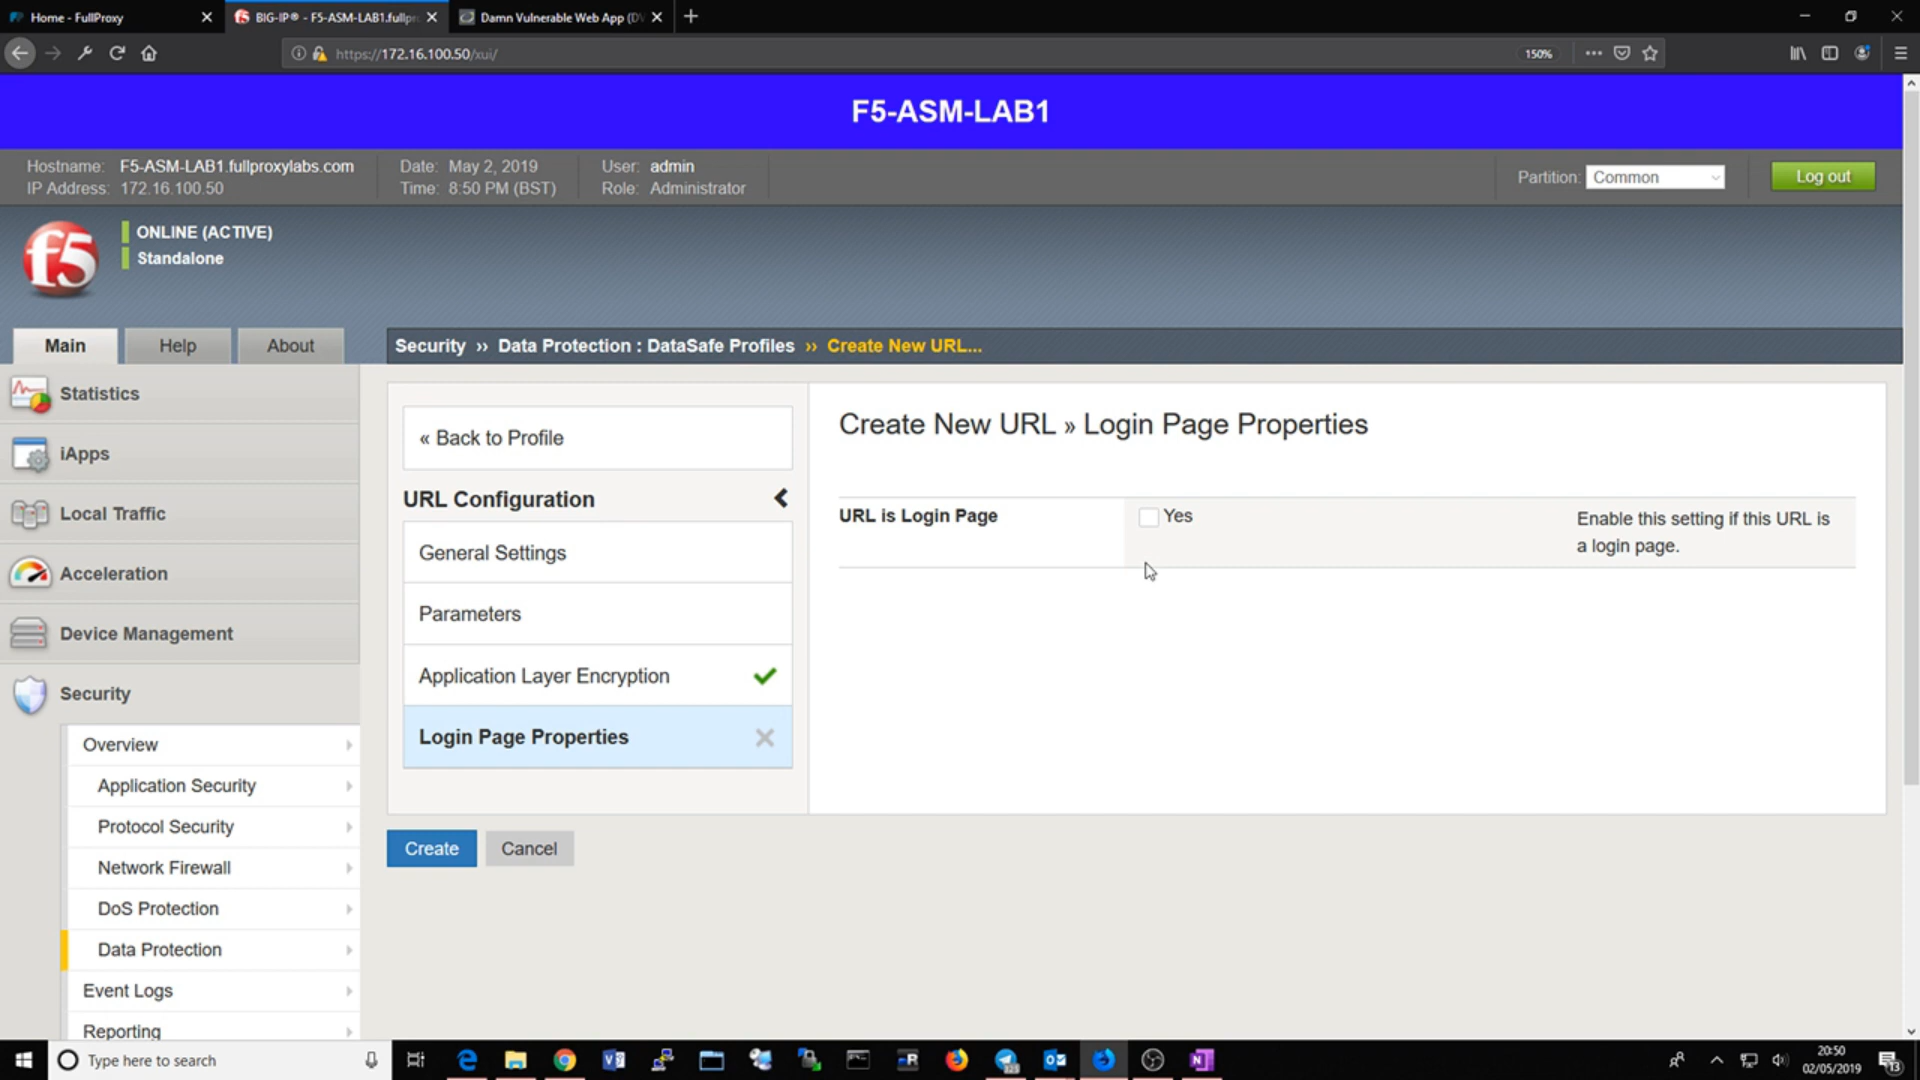 Home - FullProxy
BIG-IP® - F5-ASM-LAB1.fullpr
Damn Vulnerable Web App (DV
https://172.16.100.50/xui/
150%
F5-ASM-LAB1
Hostname: F5-ASM-LAB1.fullproxylabs.com
IP Address: 172.16.100.50
Date: May 2, 2019
Time: 8:50 PM (BST)
User: admin
Role: Administrator
Partition: Common
Log out
f5
ONLINE (ACTIVE)
Standalone
Main
Help
About
Security ›› Data Protection : DataSafe Profiles ›› Create New URL...
Statistics
iApps
Local Traffic
Acceleration
Device Management
Security
Overview
Application Security
Protocol Security
Network Firewall
DoS Protection
Data Protection
Event Logs
Reporting
« Back to Profile
URL Configuration
General Settings
Parameters
Application Layer Encryption
Login Page Properties
Create New URL » Login Page Properties
URL is Login Page
Yes
Enable this setting if this URL is
a login page.
Create
Cancel
Type here to search
20:50
02/05/2019
13